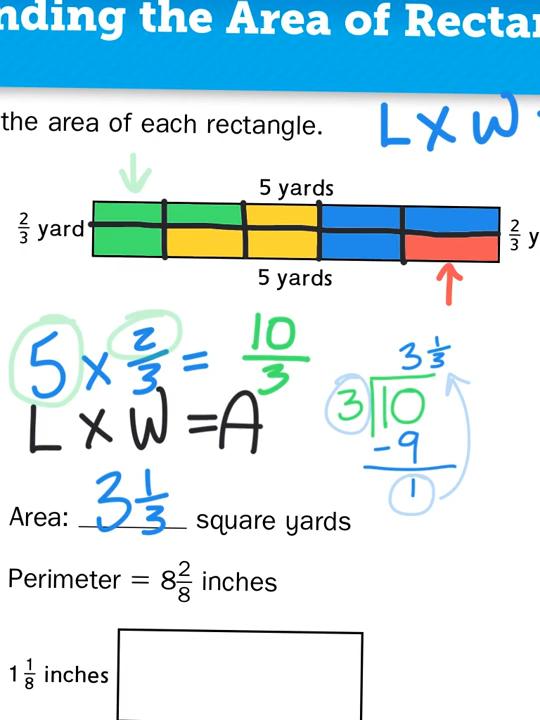 nding the Area of Rectan
the area of each rectangle.
L X W
5 yards
2/3 yard
2/3 y
5 yards
5 x 2/3 = 10/3
L X W = A
3 1/3
3 10
- 9
1
Area: 3 1/3 square yards
Perimeter = 8 2/8 inches
1 1/8 inches